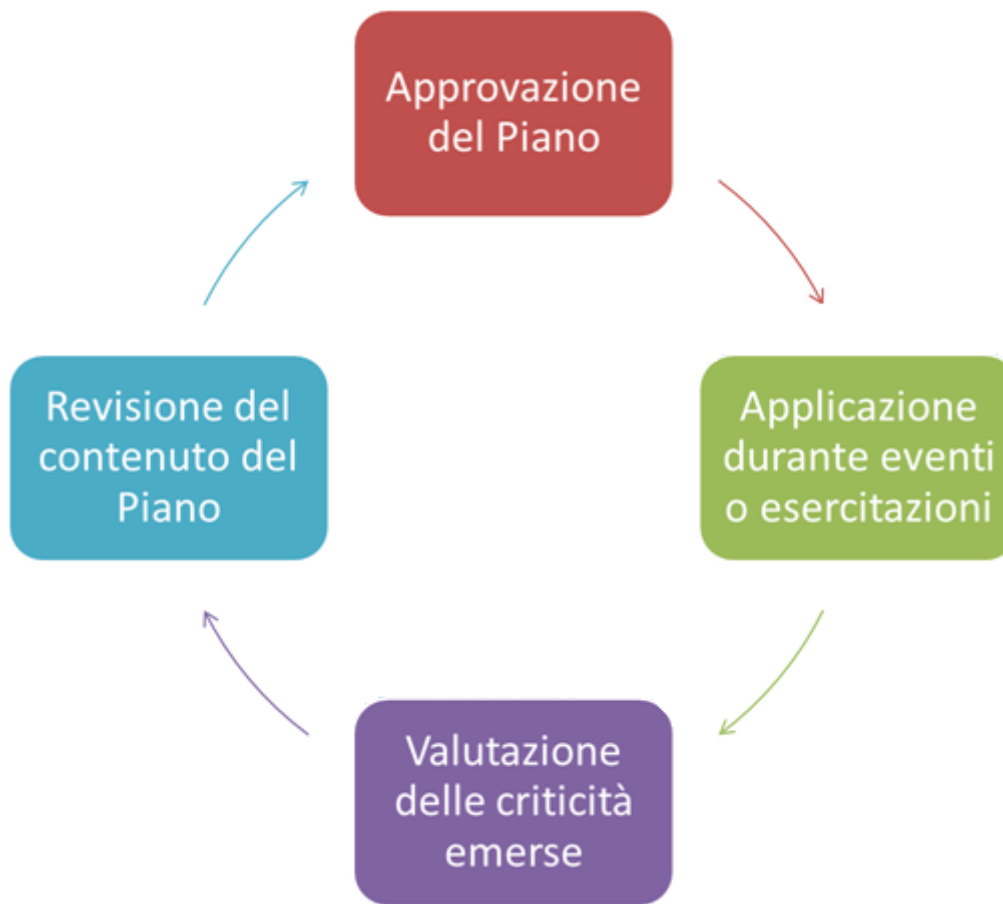 Approvazione
del Piano
Applicazione
durante eventi
o esercitazioni
Valutazione
delle criticità
emerse
Revisione del
contenuto del
Piano